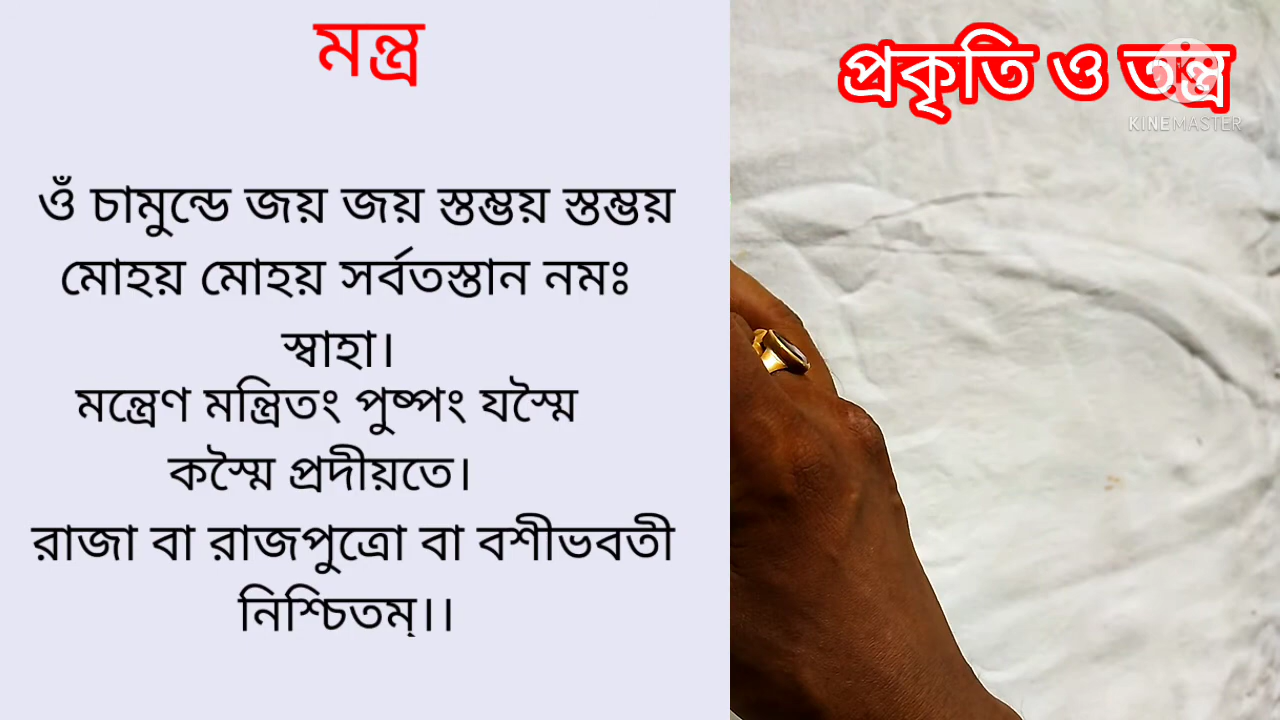 মন্ত্র
ওঁ চামুন্ডে জয় জয় স্তম্ভয় স্তম্ভয়
মোহয় মোহয় সর্বতস্তান নমঃ
স্বাহা।
মন্ত্রেণ মন্ত্রিতং পুষ্পং যস্মৈ
কস্মৈ প্রদীয়তে।
রাজা বা রাজপুত্রো বা বশীভবতী
নিশ্চিতম্।।
প্রকৃতি ও তন্ত্র
K
KINEMASTER